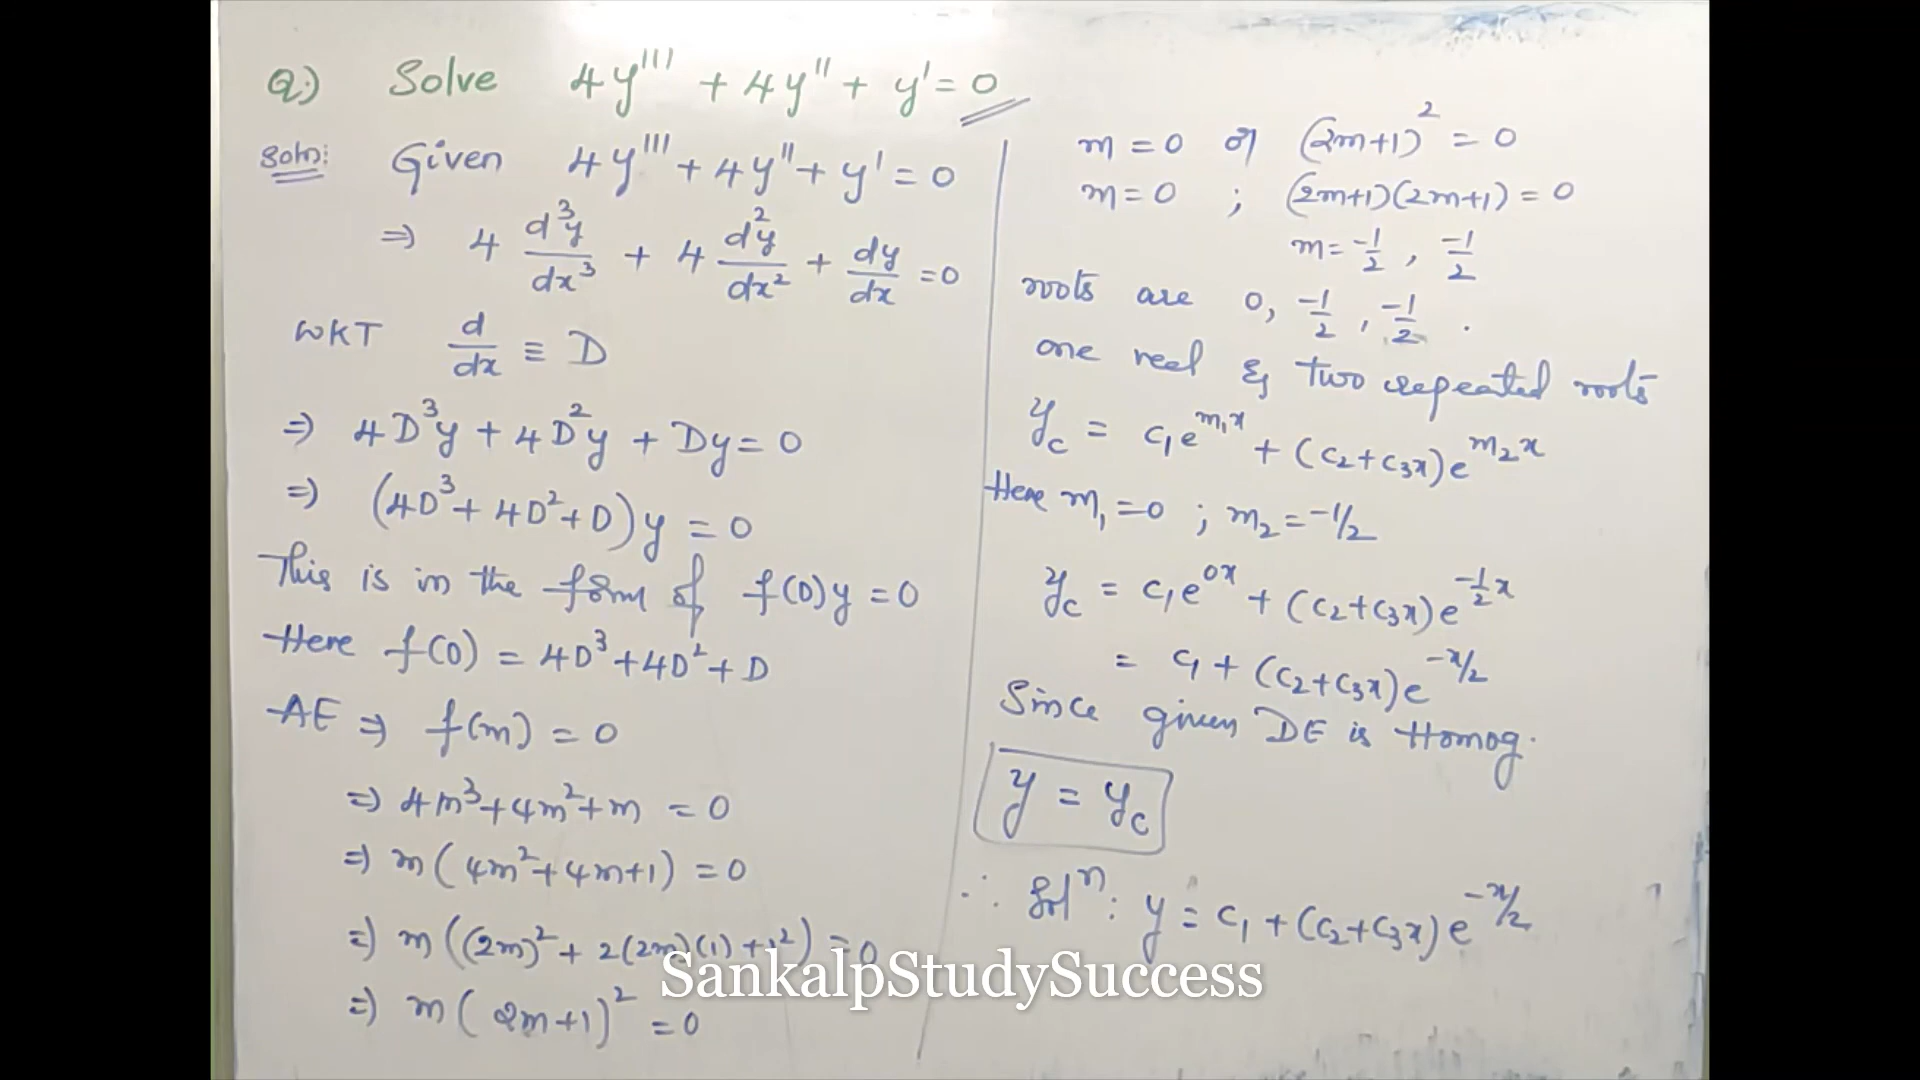 Q.) Solve 4y''' + 4y'' + y' = 0
Soln: Given 4y''' + 4y'' + y' = 0
⇒ 4 d³y/dx³ + 4 d²y/dx² + dy/dx = 0
WKT d/dx ≡ D
⇒ 4D³y + 4D²y + Dy = 0
⇒ (4D³ + 4D² + D)y = 0
This is in the form of f(D)y = 0
Here f(D) = 4D³ + 4D² + D
AE ⇒ f(m) = 0
⇒ 4m³ + 4m² + m = 0
⇒ m(4m² + 4m + 1) = 0
⇒ m((2m)² + 2(2m)(1) + 1²) = 0
⇒ m(2m+1)² = 0
m = 0 or (2m+1)² = 0
m = 0 ; (2m+1)(2m+1) = 0
m = -1/2 , -1/2
roots are 0, -1/2 , -1/2 .
one real & two repeated roots
y_c = c₁e^{m₁x} + (c₂+c₃x)e^{m₂x}
Here m₁ = 0 ; m₂ = -1/2
y_c = c₁e^{0x} + (c₂+c₃x)e^{-1/2 x}
= c₁ + (c₂+c₃x)e^{-x/2}
Since given DE is Homog.
y = y_c
∴ Solⁿ: y = c₁ + (c₂+c₃x)e^{-x/2}
SankalpStudySuccess